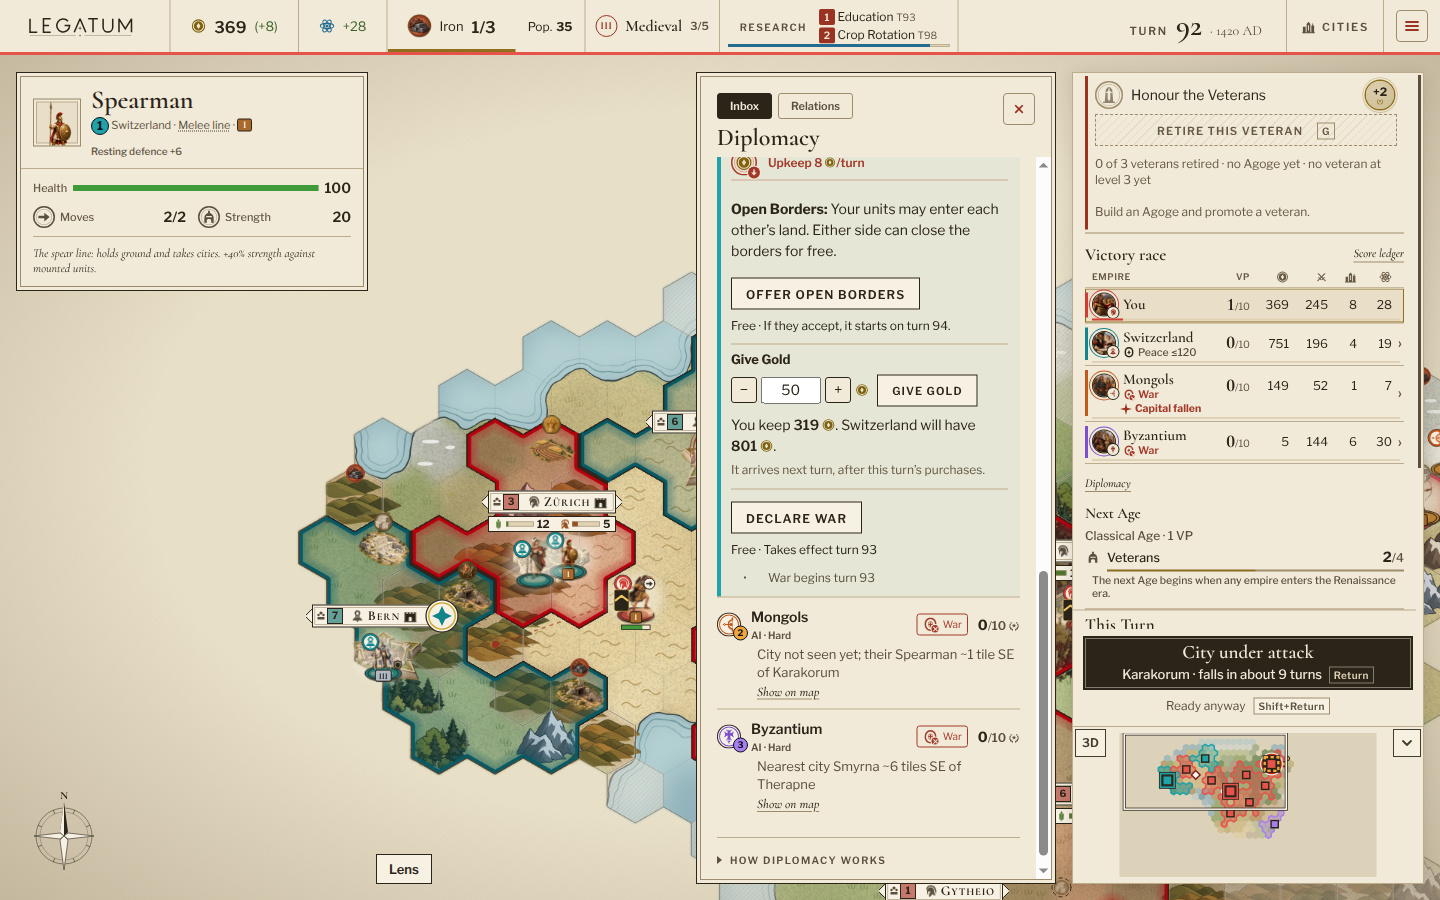 LEGATUM
369 (+8)
+28
Iron 1/3
Pop. 35
III Medieval 3/5
RESEARCH
1 Education T93
2 Crop Rotation T98
TURN 92 · 1420 AD
CITIES
Spearman
1 Switzerland · Melee line · I
Resting defence +6
Health 100
Moves 2/2 Strength 20
The spear line: holds ground and takes cities. +40% strength against
mounted units.
Inbox Relations
×
Diplomacy
Upkeep 8 /turn
Open Borders: Your units may enter each
other's land. Either side can close the
borders for free.
OFFER OPEN BORDERS
Free · If they accept, it starts on turn 94.
Give Gold
− 50 + GIVE GOLD
You keep 319 . Switzerland will have
801 .
It arrives next turn, after this turn's purchases.
DECLARE WAR
Free · Takes effect turn 93
• War begins turn 93
2 Mongols War 0/10
AI · Hard
City not seen yet; their Spearman ~1 tile SE
of Karakorum
Show on map
3 Byzantium War 0/10
AI · Hard
Nearest city Smyrna ~6 tiles SE of
Therapne
Show on map
HOW DIPLOMACY WORKS
Honour the Veterans +2
RETIRE THIS VETERAN G
0 of 3 veterans retired · no Agoge yet · no veteran at
level 3 yet
Build an Agoge and promote a veteran.
Victory race Score ledger
EMPIRE VP
You 1/10 369 245 8 28
Switzerland 0/10 751 196 4 19 ›
Peace ≤120
Mongols 0/10 149 52 1 7 ›
War
Capital fallen
Byzantium 0/10 5 144 6 30 ›
War
Diplomacy
Next Age
Classical Age · 1 VP
Veterans 2/4
The next Age begins when any empire enters the Renaissance
era.
This Turn
City under attack
Karakorum · falls in about 9 turns Return
Ready anyway Shift+Return
3D
6
3 ZÜRICH
12 5
I
7 BERN
III
I
6
1 GYTHEIO
N
Lens